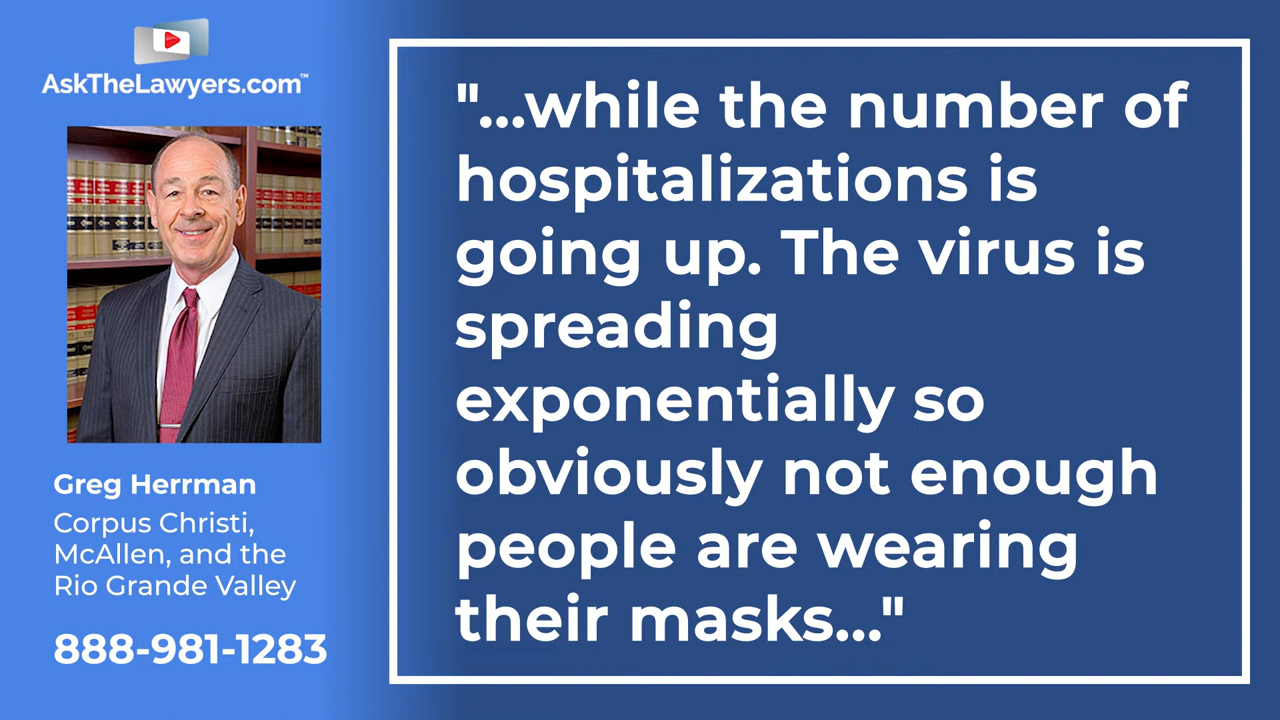 AskTheLawyers.com™
Greg Herrman
Corpus Christi,
McAllen, and the
Rio Grande Valley
888-981-1283
"...while the number of
hospitalizations is
going up. The virus is
spreading
exponentially so
obviously not enough
people are wearing
their masks..."